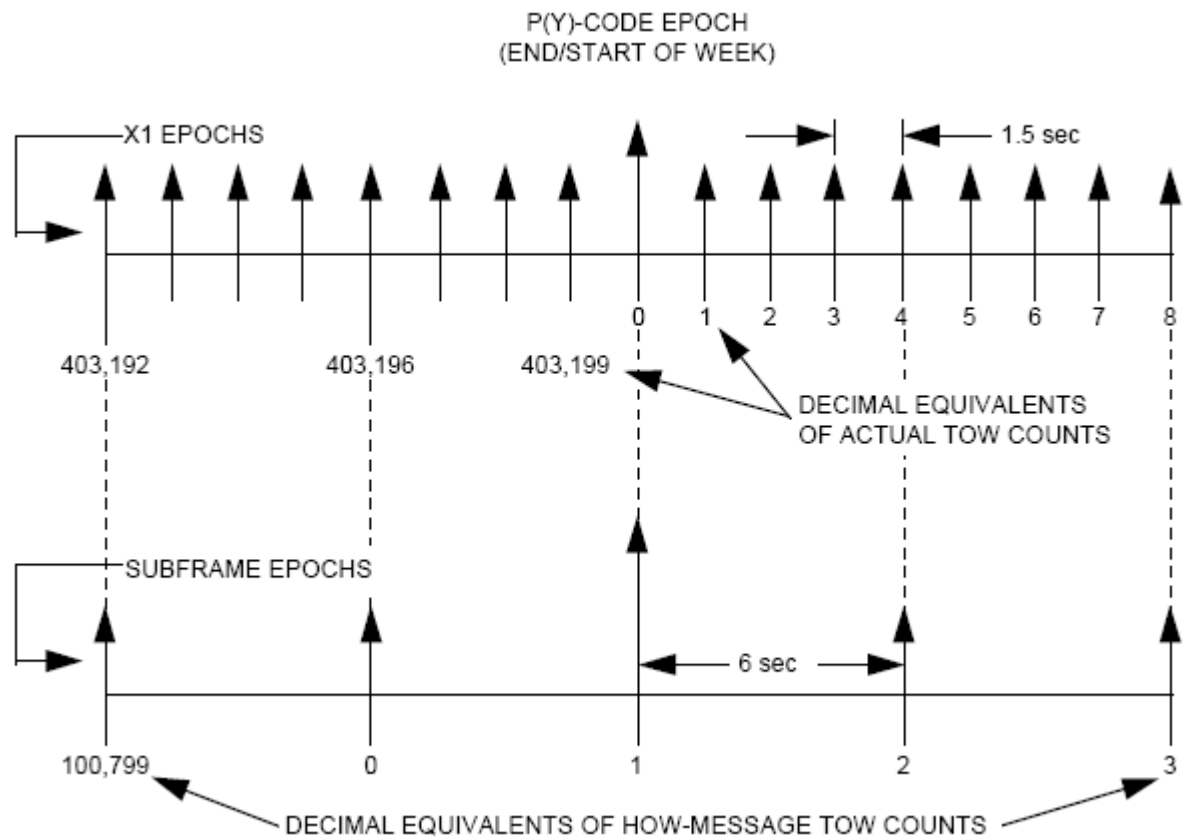 P(Y)-CODE EPOCH
(END/START OF WEEK)
X1 EPOCHS
1.5 sec
0 1 2 3 4 5 6 7 8
403,192 403,196 403,199
DECIMAL EQUIVALENTS
OF ACTUAL TOW COUNTS
SUBFRAME EPOCHS
6 sec
100,799 0 1 2 3
DECIMAL EQUIVALENTS OF HOW-MESSAGE TOW COUNTS